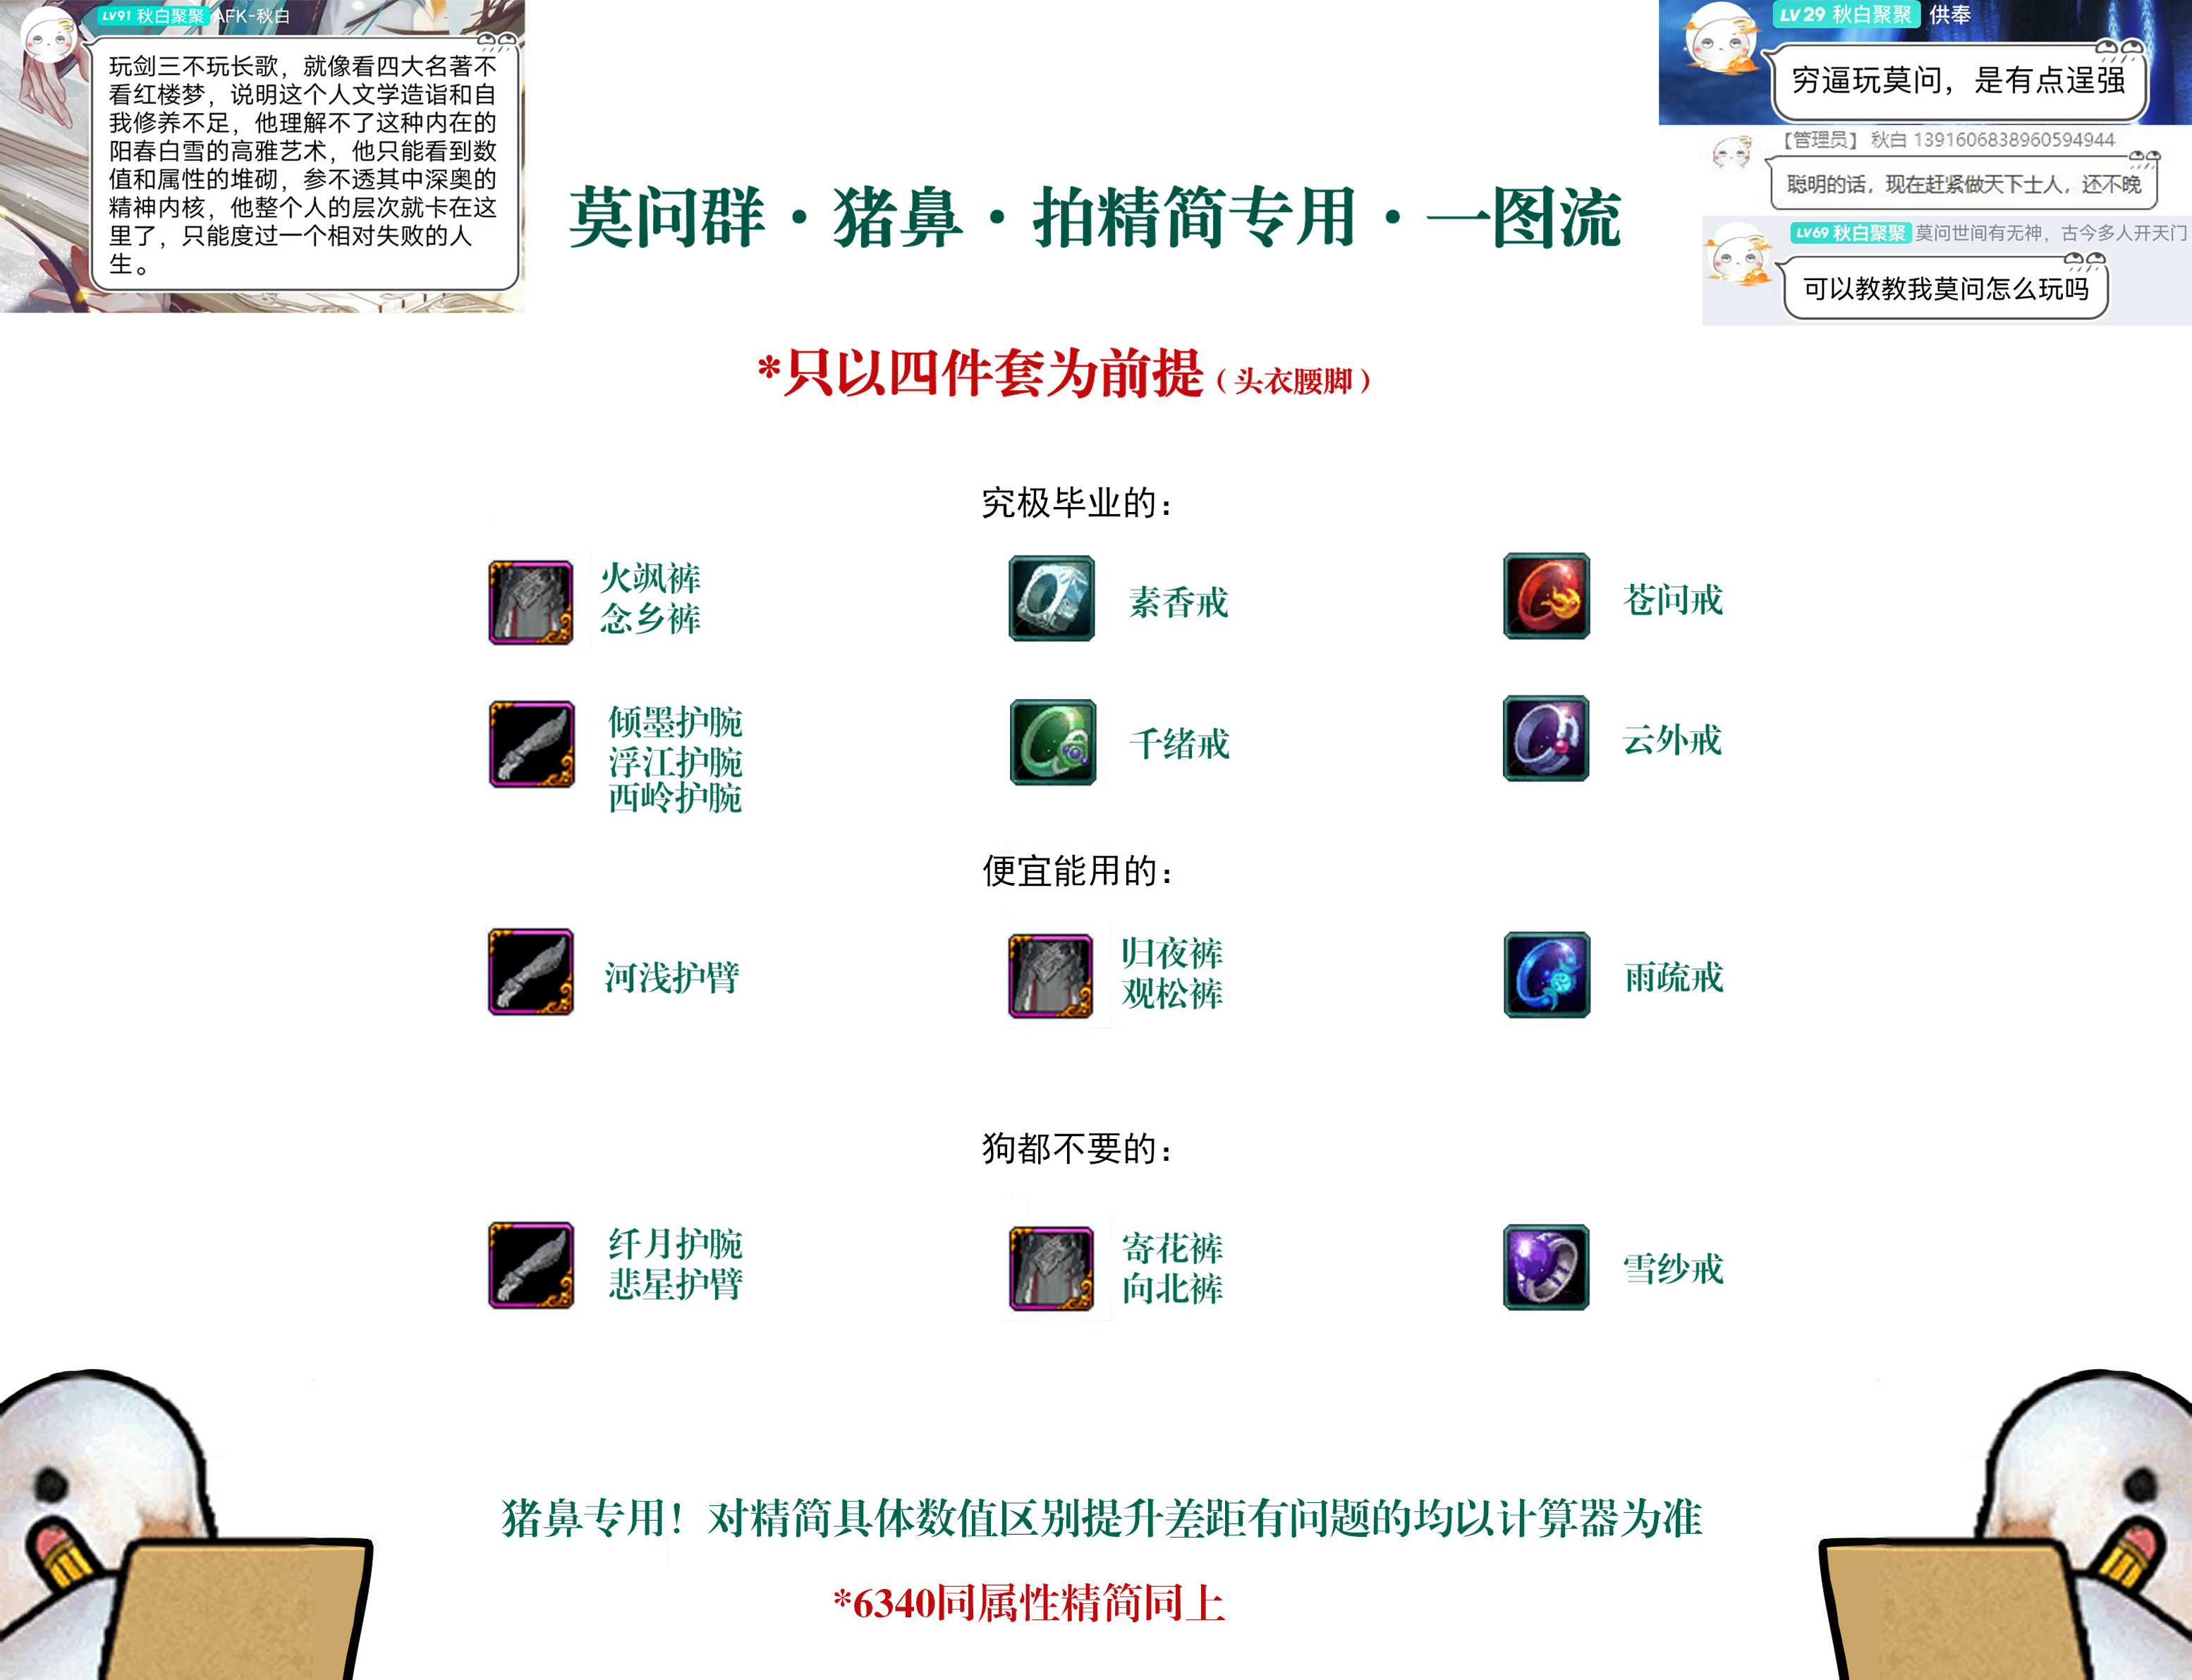 LV91 秋白聚聚 AFK-秋白
玩剑三不玩长歌，就像看四大名著不
看红楼梦，说明这个人文学造诣和自
我修养不足，他理解不了这种内在的
阳春白雪的高雅艺术，他只能看到数
值和属性的堆砌，参不透其中深奥的
精神内核，他整个人的层次就卡在这
里了，只能度过一个相对失败的人
生。
LV29 秋白聚聚 供奉
穷逼玩莫问，是有点逞强
【管理员】 秋白 1391606838960594944
聪明的话，现在赶紧做天下士人，还不晚
LV69 秋白聚聚 莫问世间有无神，古今多人开天门
可以教教我莫问怎么玩吗
莫问群·猪鼻·拍精简专用·一图流
*只以四件套为前提（头衣腰脚）
究极毕业的：
火飒裤
念乡裤
素香戒
苍问戒
倾墨护腕
浮江护腕
西岭护腕
千绪戒
云外戒
便宜能用的：
河浅护臂
归夜裤
观松裤
雨疏戒
狗都不要的：
纤月护腕
悲星护臂
寄花裤
向北裤
雪纱戒
猪鼻专用！对精简具体数值区别提升差距有问题的均以计算器为准
*6340同属性精简同上